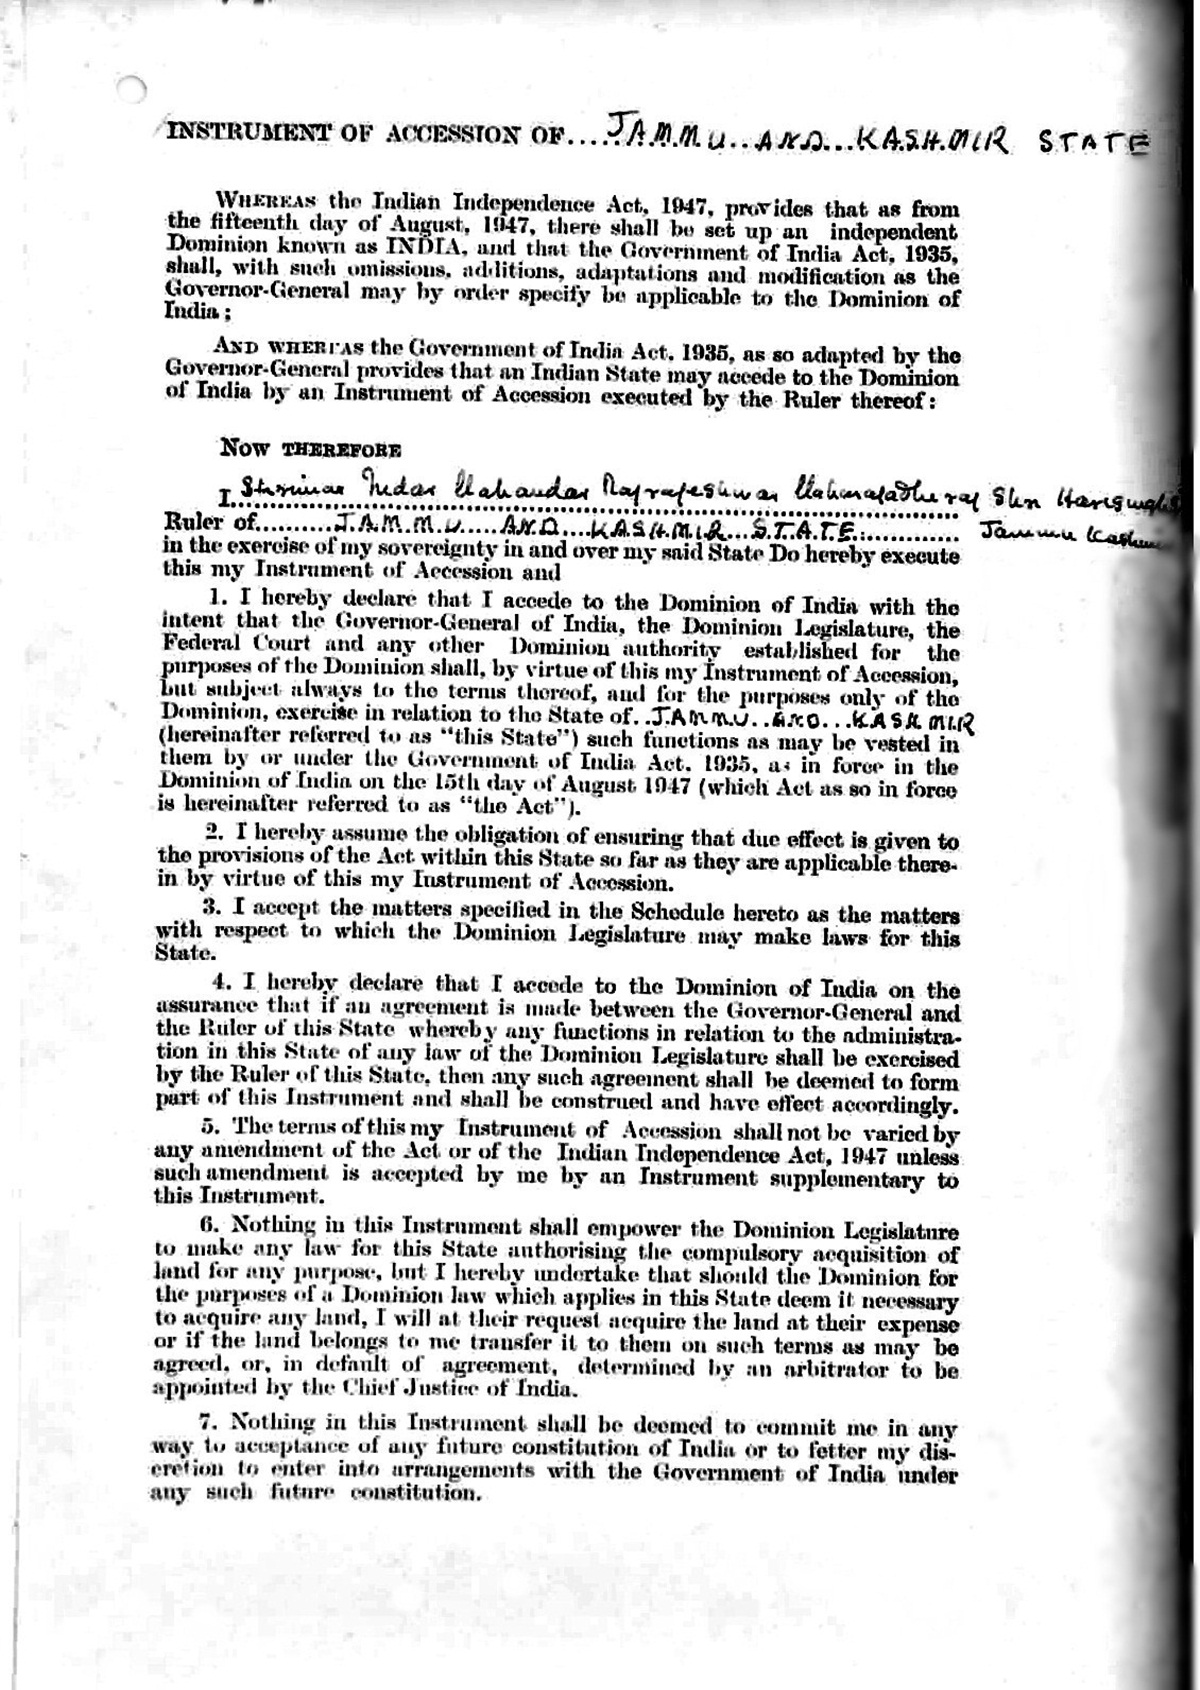 INSTRUMENT OF ACCESSION OF.....JAMMU..AND...KASHMIR STATE
WHEREAS the Indian Independence Act, 1947, provides that as from
the fifteenth day of August, 1947, there shall be set up an independent
Dominion known as INDIA, and that the Government of India Act, 1935,
shall, with such omissions, additions, adaptations and modification as the
Governor-General may by order specify be applicable to the Dominion of
India ;
AND WHEREAS the Government of India Act, 1935, as so adapted by the
Governor-General provides that an Indian State may accede to the Dominion
of India by an Instrument of Accession executed by the Ruler thereof :
NOW THEREFORE
I Shriman Indar Mahandar Rajrajeshwar Maharajadhiraj Shri Harisinghji
Jammu Kashmir
Ruler of..........JAMMU.....AND...KASHMIR...STATE:............
in the exercise of my sovereignty in and over my said State Do hereby execute
this my Instrument of Accession and
1. I hereby declare that I accede to the Dominion of India with the
intent that the Governor-General of India, the Dominion Legislature, the
Federal Court and any other Dominion authority established for the
purposes of the Dominion shall, by virtue of this my Instrument of Accession,
but subject always to the terms thereof, and for the purposes only of the
Dominion, exercise in relation to the State of..JAMMU..AND...KASHMIR
(hereinafter referred to as "this State") such functions as may be vested in
them by or under the Government of India Act, 1935, as in force in the
Dominion of India on the 15th day of August 1947 (which Act as so in force
is hereinafter referred to as "the Act").
2. I hereby assume the obligation of ensuring that due effect is given to
the provisions of the Act within this State so far as they are applicable there-
in by virtue of this my Instrument of Accession.
3. I accept the matters specified in the Schedule hereto as the matters
with respect to which the Dominion Legislature may make laws for this
State.
4. I hereby declare that I accede to the Dominion of India on the
assurance that if an agreement is made between the Governor-General and
the Ruler of this State whereby any functions in relation to the administra-
tion in this State of any law of the Dominion Legislature shall be exercised
by the Ruler of this State, then any such agreement shall be deemed to form
part of this Instrument and shall be construed and have effect accordingly.
5. The terms of this my Instrument of Accession shall not be varied by
any amendment of the Act or of the Indian Independence Act, 1947 unless
such amendment is accepted by me by an Instrument supplementary to
this Instrument.
6. Nothing in this Instrument shall empower the Dominion Legislature
to make any law for this State authorising the compulsory acquisition of
land for any purpose, but I hereby undertake that should the Dominion for
the purposes of a Dominion law which applies in this State deem it necessary
to acquire any land, I will at their request acquire the land at their expense
or if the land belongs to me transfer it to them on such terms as may be
agreed, or, in default of agreement, determined by an arbitrator to be
appointed by the Chief Justice of India.
7. Nothing in this Instrument shall be deemed to commit me in any
way to acceptance of any future constitution of India or to fetter my dis-
cretion to enter into arrangements with the Government of India under
any such future constitution.